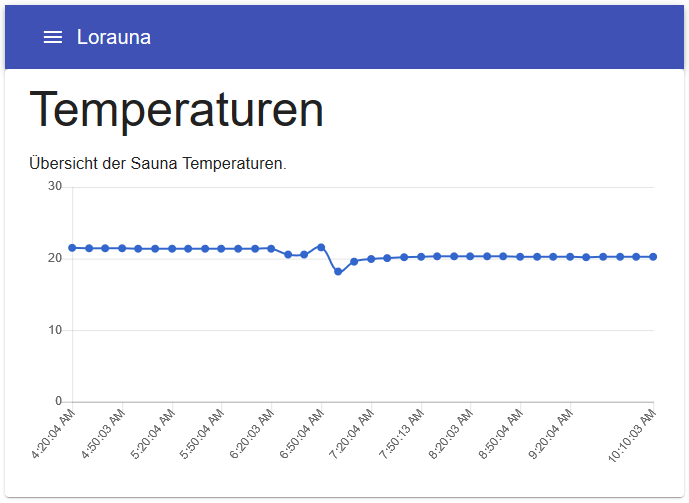 Lorauna
Temperaturen
Übersicht der Sauna Temperaturen.
30
20
10
0
4:20:04 AM
4:50:03 AM
5:20:04 AM
5:50:04 AM
6:20:03 AM
6:50:04 AM
7:20:04 AM
7:50:13 AM
8:20:03 AM
8:50:04 AM
9:20:04 AM
10:10:03 AM